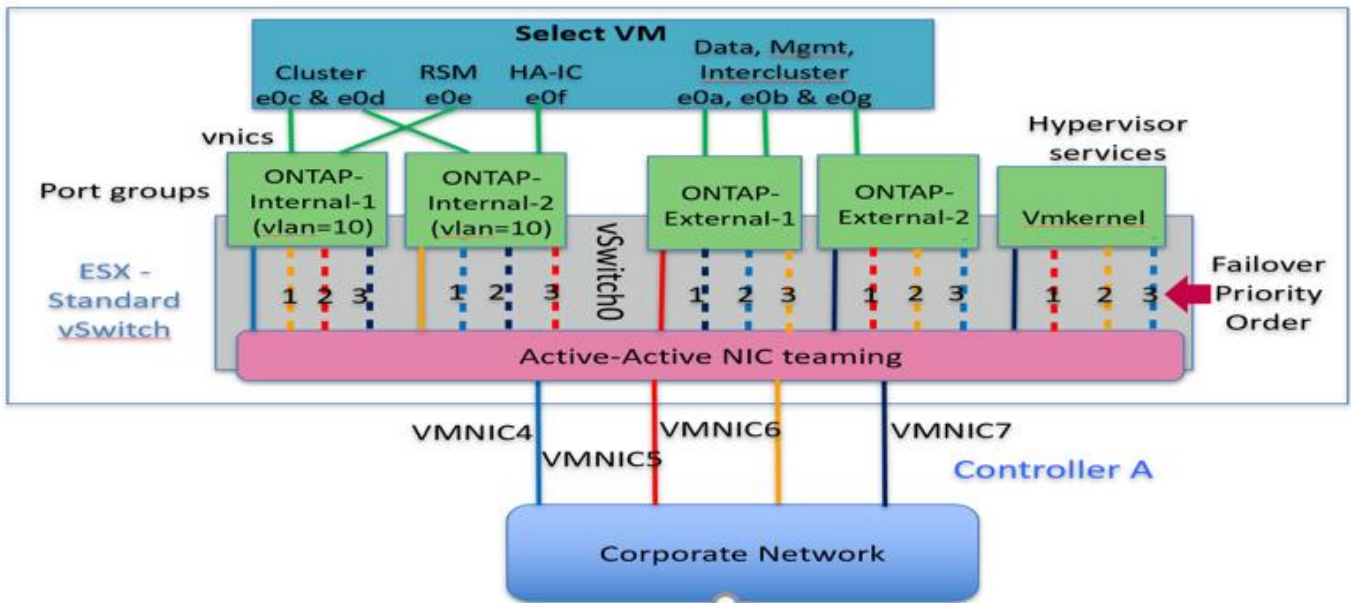 Select VM
Cluster
e0c & e0d
RSM
e0e
HA-IC
e0f
Data, Mgmt,
Intercluster
e0a, e0b & e0g
vnics
Hypervisor
services
Port groups
ONTAP-
Internal-1
(vlan=10)
ONTAP-
Internal-2
(vlan=10)
ONTAP-
External-1
ONTAP-
External-2
Vmkernel
ESX -
Standard
vSwitch
vSwitch0
1 2 3
1 2 3
1 2 3
1 2 3
1 2 3
Failover
Priority
Order
Active-Active NIC teaming
VMNIC4
VMNIC5
VMNIC6
VMNIC7
Controller A
Corporate Network